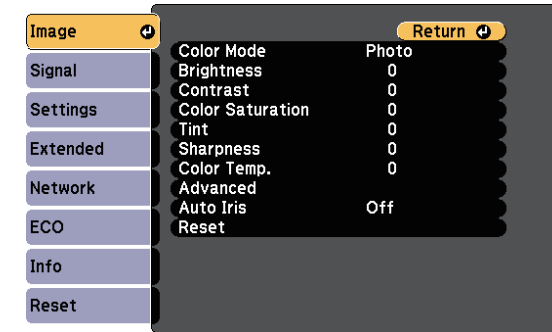 Image
Signal
Settings
Extended
Network
ECO
Info
Reset
Return
Color Mode Photo
Brightness 0
Contrast 0
Color Saturation 0
Tint 0
Sharpness 0
Color Temp. 0
Advanced
Auto Iris Off
Reset